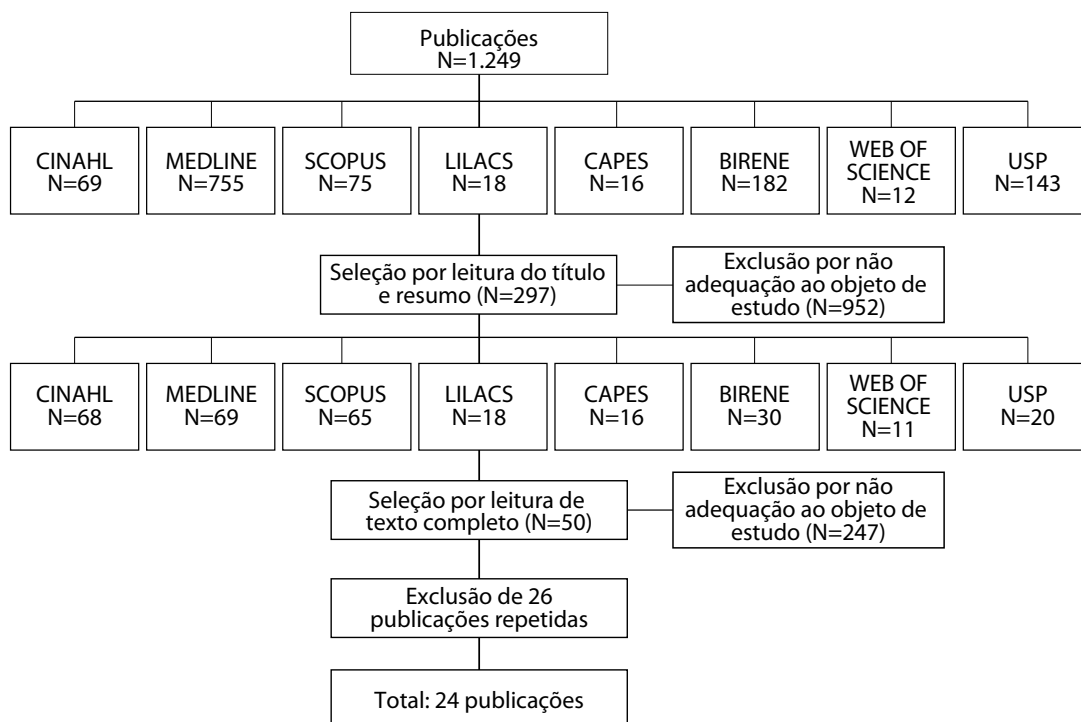 Publicações
N=1.249
CINAHL
N=69
MEDLINE
N=755
SCOPUS
N=75
LILACS
N=18
CAPES
N=16
BIRENE
N=182
WEB OF
SCIENCE
N=12
USP
N=143
Seleção por leitura do título
e resumo (N=297)
Exclusão por não
adequação ao objeto de
estudo (N=952)
CINAHL
N=68
MEDLINE
N=69
SCOPUS
N=65
LILACS
N=18
CAPES
N=16
BIRENE
N=30
WEB OF
SCIENCE
N=11
USP
N=20
Seleção por leitura de
texto completo (N=50)
Exclusão por não
adequação ao objeto de
estudo (N=247)
Exclusão de 26
publicações repetidas
Total: 24 publicações